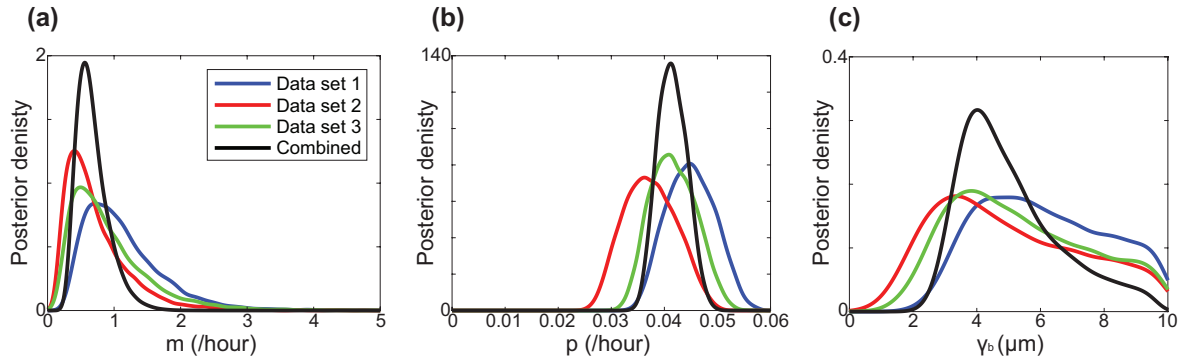 (a)
Posterior denisty
2
1
0
0
1
2
3
4
5
m (/hour)
Data set 1
Data set 2
Data set 3
Combined
(b)
Posterior denisty
140
0
0
0.01
0.02
0.03
0.04
0.05
0.06
p (/hour)
(c)
Posterior denisty
0.4
0
0
2
4
6
8
10
γb (μm)